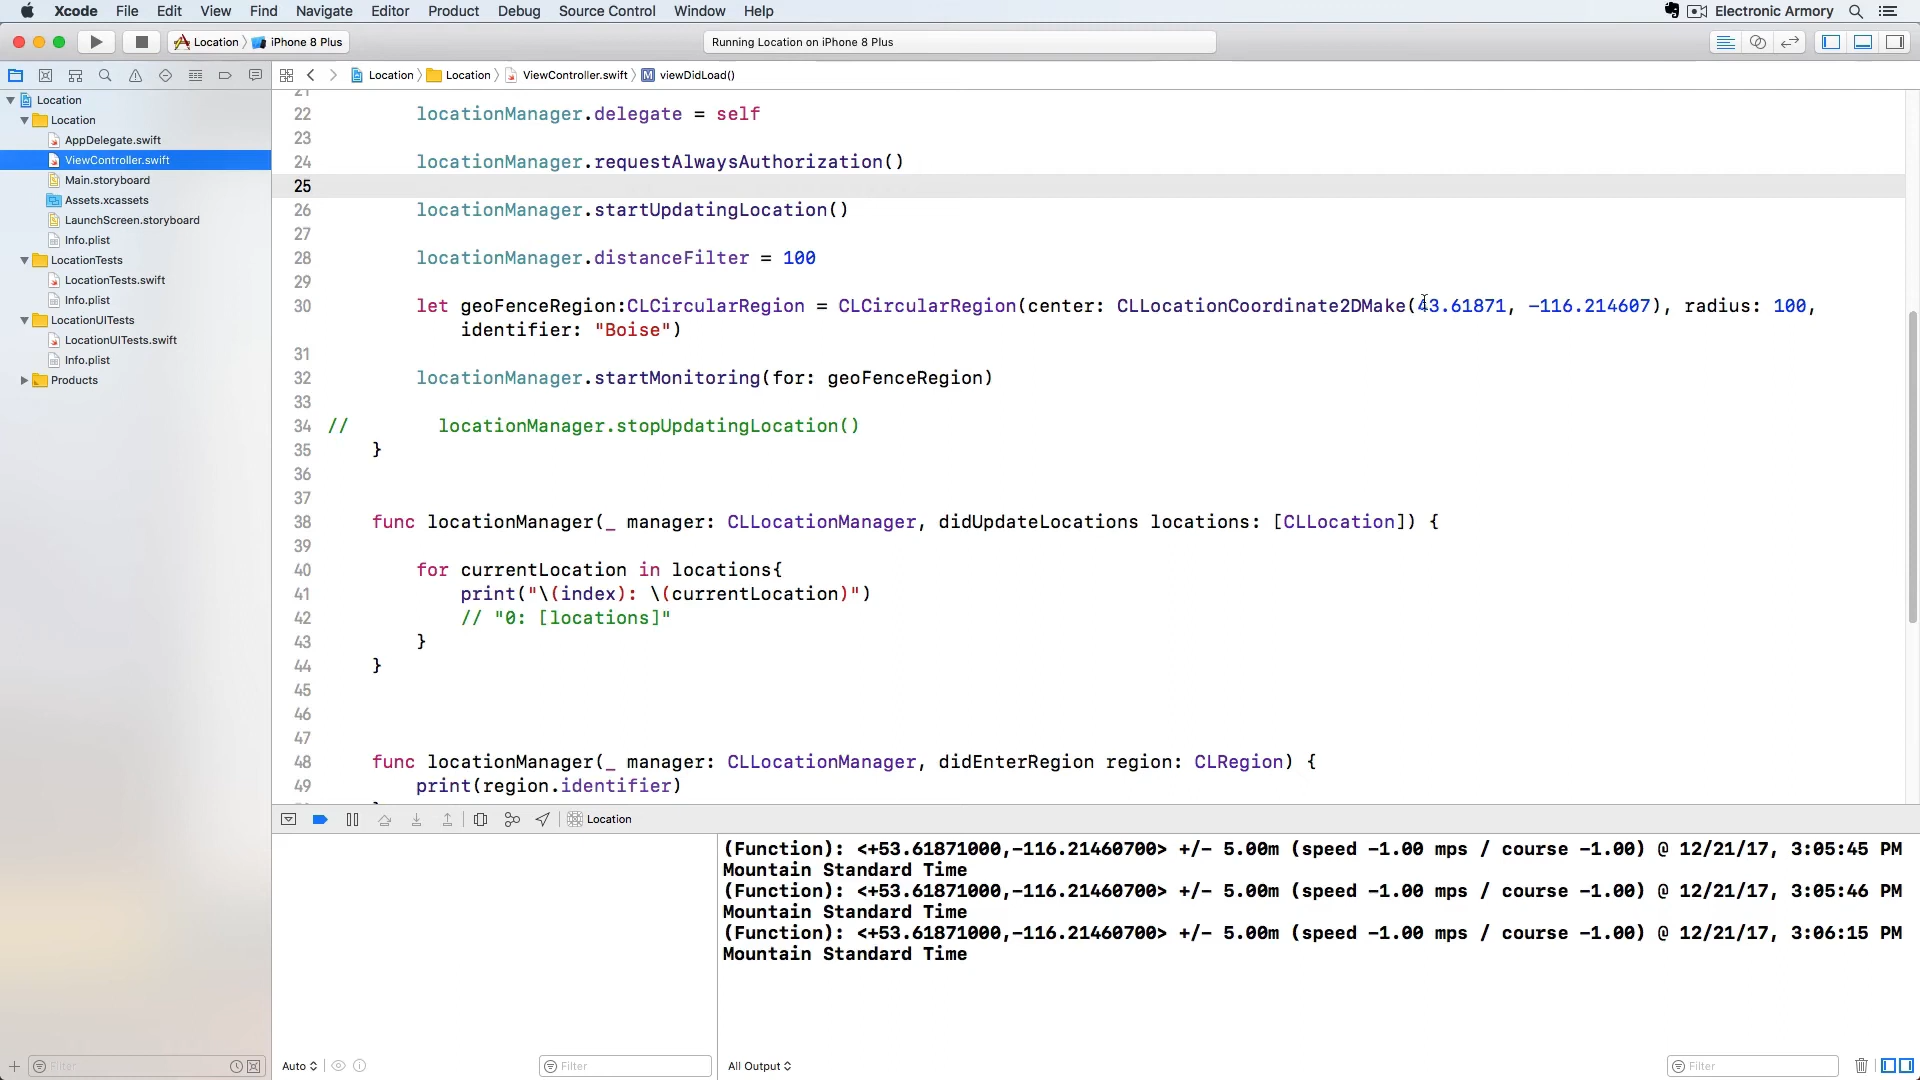 Xcode File Edit View Find Navigate Editor Product Debug Source Control Window Help Electronic Armory
Location iPhone 8 Plus Running Location on iPhone 8 Plus
Location Location ViewController.swift M viewDidLoad()
Location
Location
AppDelegate.swift
ViewController.swift
Main.storyboard
Assets.xcassets
LaunchScreen.storyboard
Info.plist
LocationTests
LocationTests.swift
Info.plist
LocationUITests
LocationUITests.swift
Info.plist
Products
Filter
21
22 locationManager.delegate = self
23
24 locationManager.requestAlwaysAuthorization()
25
26 locationManager.startUpdatingLocation()
27
28 locationManager.distanceFilter = 100
29
30 let geoFenceRegion:CLCircularRegion = CLCircularRegion(center: CLLocationCoordinate2DMake(43.61871, -116.214607), radius: 100,
identifier: "Boise")
31
32 locationManager.startMonitoring(for: geoFenceRegion)
33
34 // locationManager.stopUpdatingLocation()
35 }
36
37
38 func locationManager(_ manager: CLLocationManager, didUpdateLocations locations: [CLLocation]) {
39
40 for currentLocation in locations{
41 print("\(index): \(currentLocation)")
42 // "0: [locations]"
43 }
44 }
45
46
47
48 func locationManager(_ manager: CLLocationManager, didEnterRegion region: CLRegion) {
49 print(region.identifier)
Location
(Function): <+53.61871000,-116.21460700> +/- 5.00m (speed -1.00 mps / course -1.00) @ 12/21/17, 3:05:45 PM
Mountain Standard Time
(Function): <+53.61871000,-116.21460700> +/- 5.00m (speed -1.00 mps / course -1.00) @ 12/21/17, 3:05:46 PM
Mountain Standard Time
(Function): <+53.61871000,-116.21460700> +/- 5.00m (speed -1.00 mps / course -1.00) @ 12/21/17, 3:06:15 PM
Mountain Standard Time
Auto Filter All Output Filter